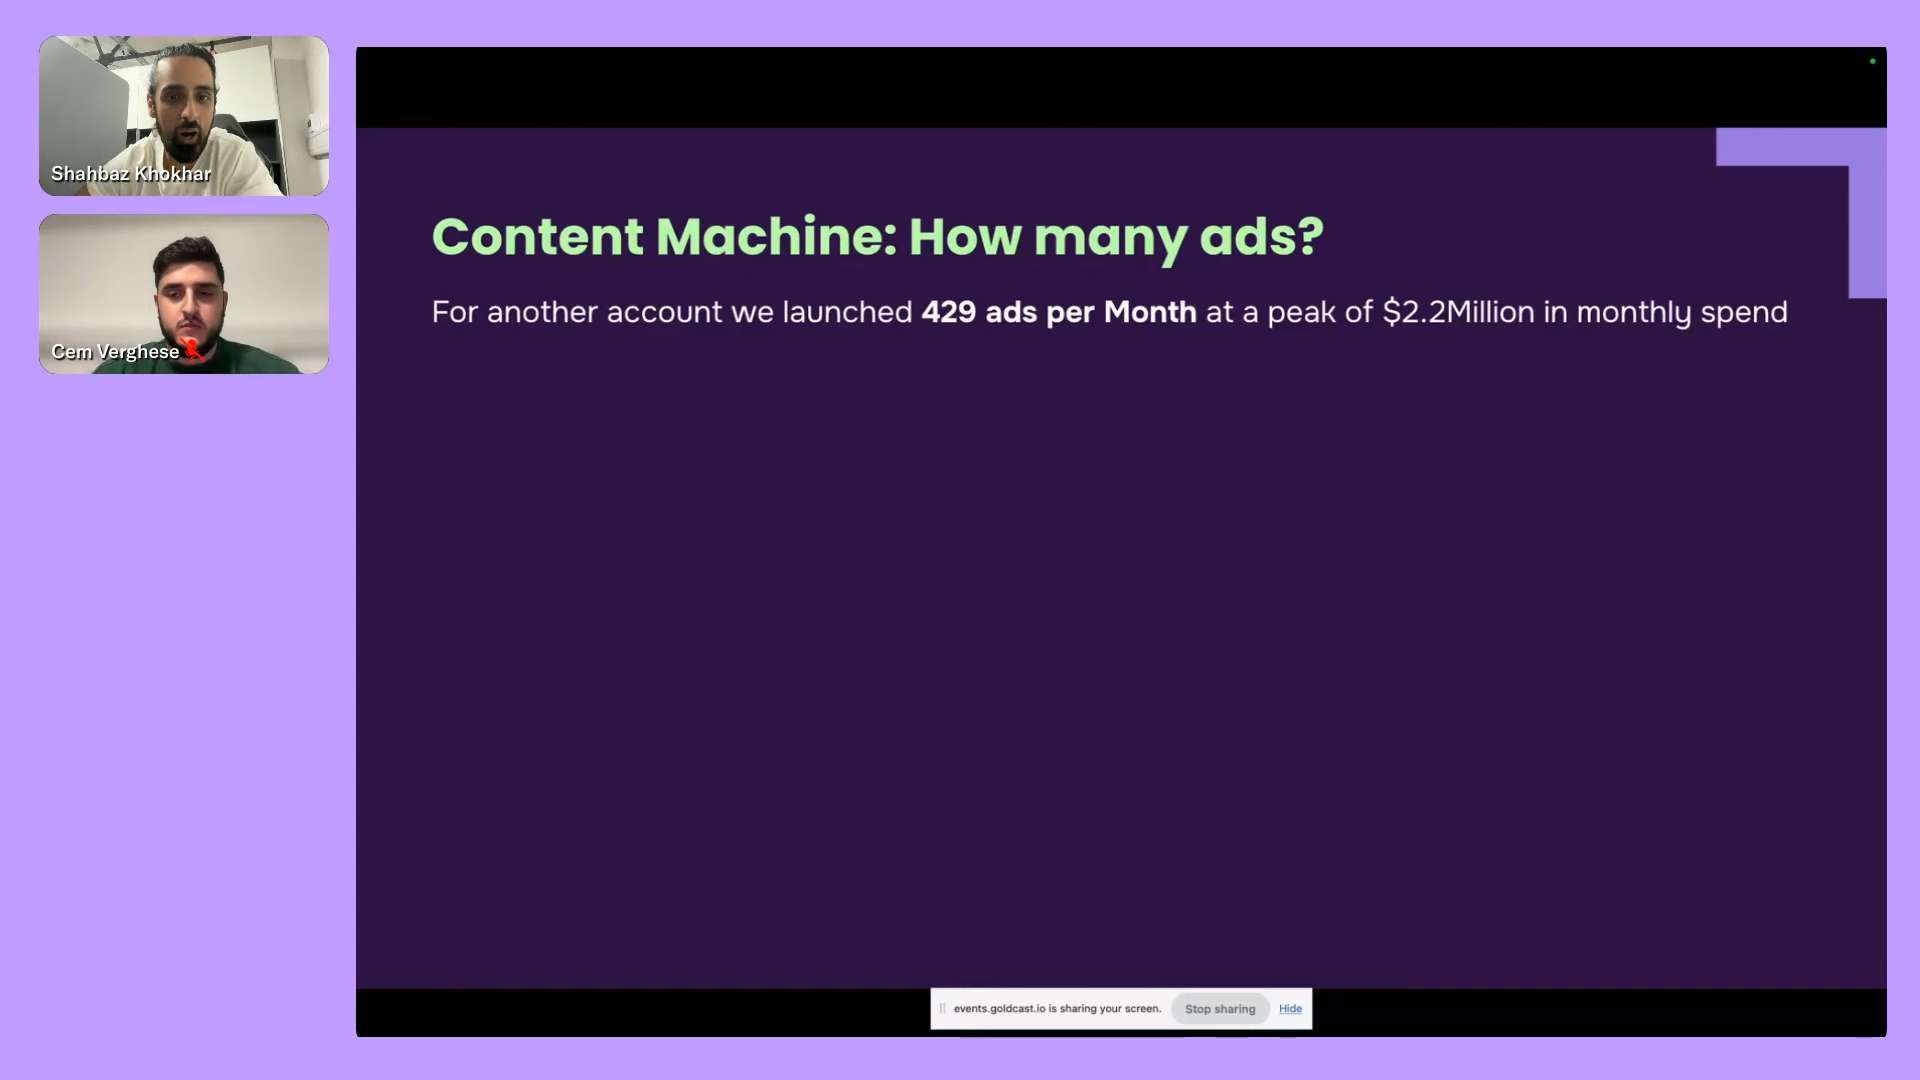 Shahbaz Khokhar
Cem Verghese
Content Machine: How many ads?
For another account we launched 429 ads per Month at a peak of $2.2Million in monthly spend
events.goldcast.io is sharing your screen. Stop sharing Hide